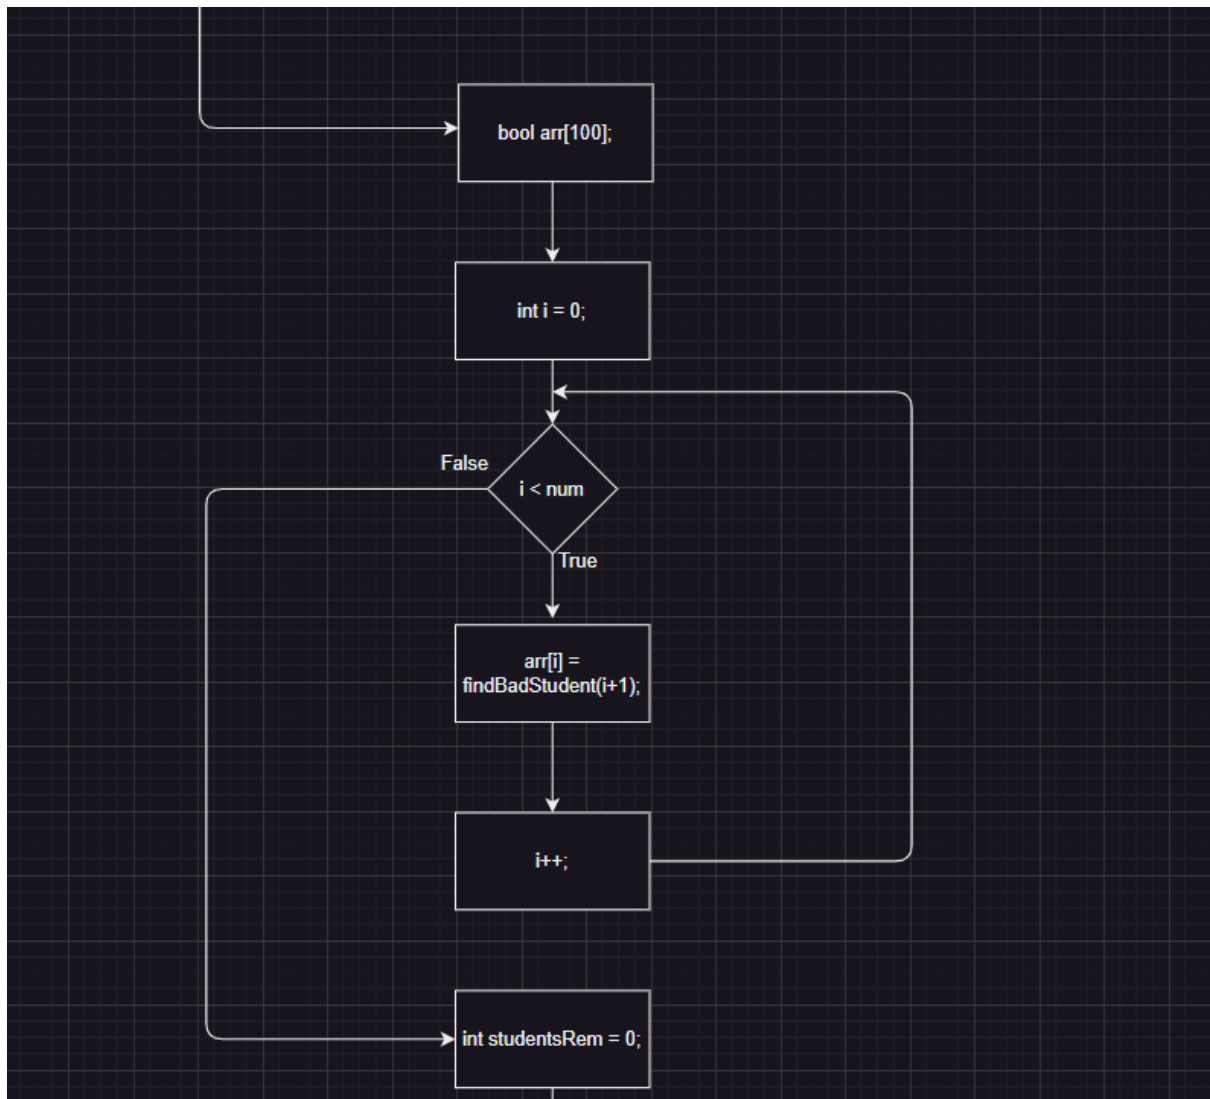 bool arr[100];
int i = 0;
False
i < num
True
arr[i] =
findBadStudent(i+1);
i++;
int studentsRem = 0;